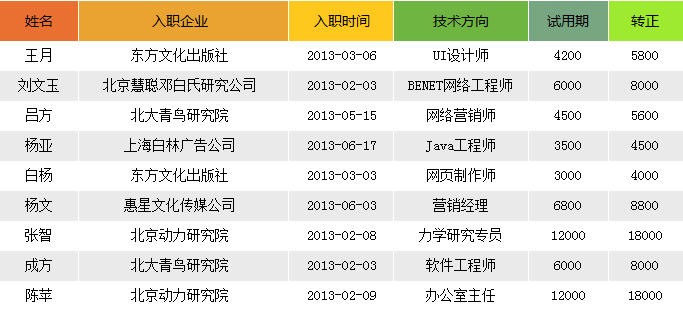 姓名 入职企业 入职时间 技术方向 试用期 转正
王月 东方文化出版社 2013-03-06 UI设计师 4200 5800
刘文玉 北京慧聪邓白氏研究公司 2013-02-03 BENET网络工程师 6000 8000
吕方 北大青鸟研究院 2013-05-15 网络营销师 4500 5600
杨亚 上海白林广告公司 2013-06-17 Java工程师 3500 4500
白杨 东方文化出版社 2013-03-03 网页制作师 3000 4000
杨文 惠星文化传媒公司 2013-06-03 营销经理 6800 8800
张智 北京动力研究院 2013-02-08 力学研究专员 12000 18000
成方 北大青鸟研究院 2013-02-03 软件工程师 6000 8000
陈苹 北京动力研究院 2013-02-09 办公室主任 12000 18000